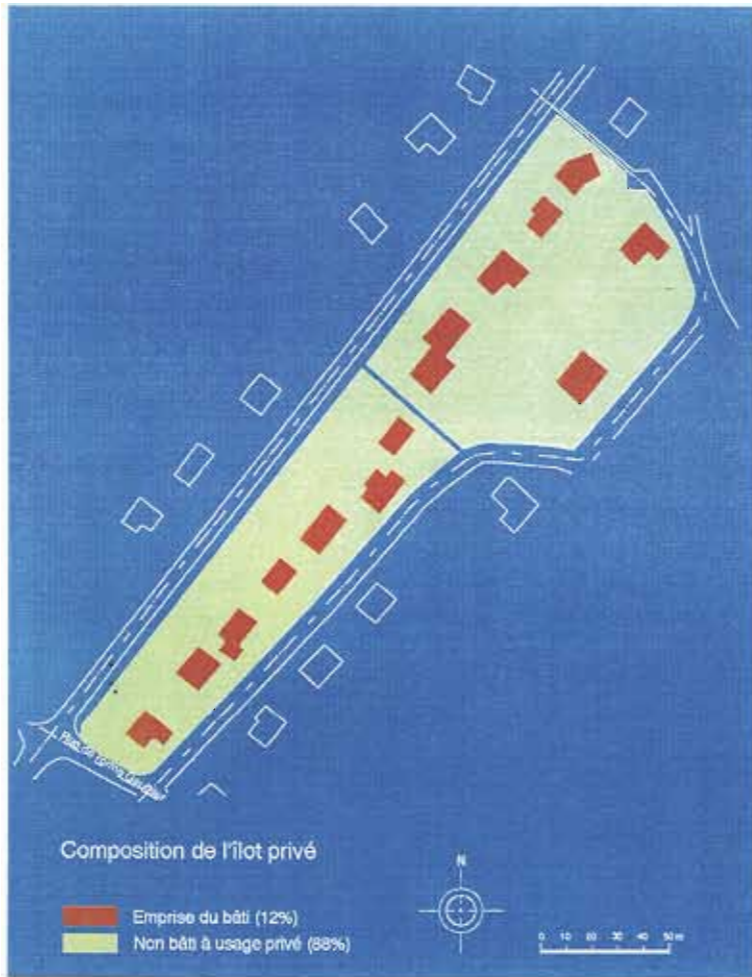 Composition de l'îlot privé
N
Emprise du bâti (12%)
Non bâti à usage privé (88%)
0 10 20 30 40 50 m